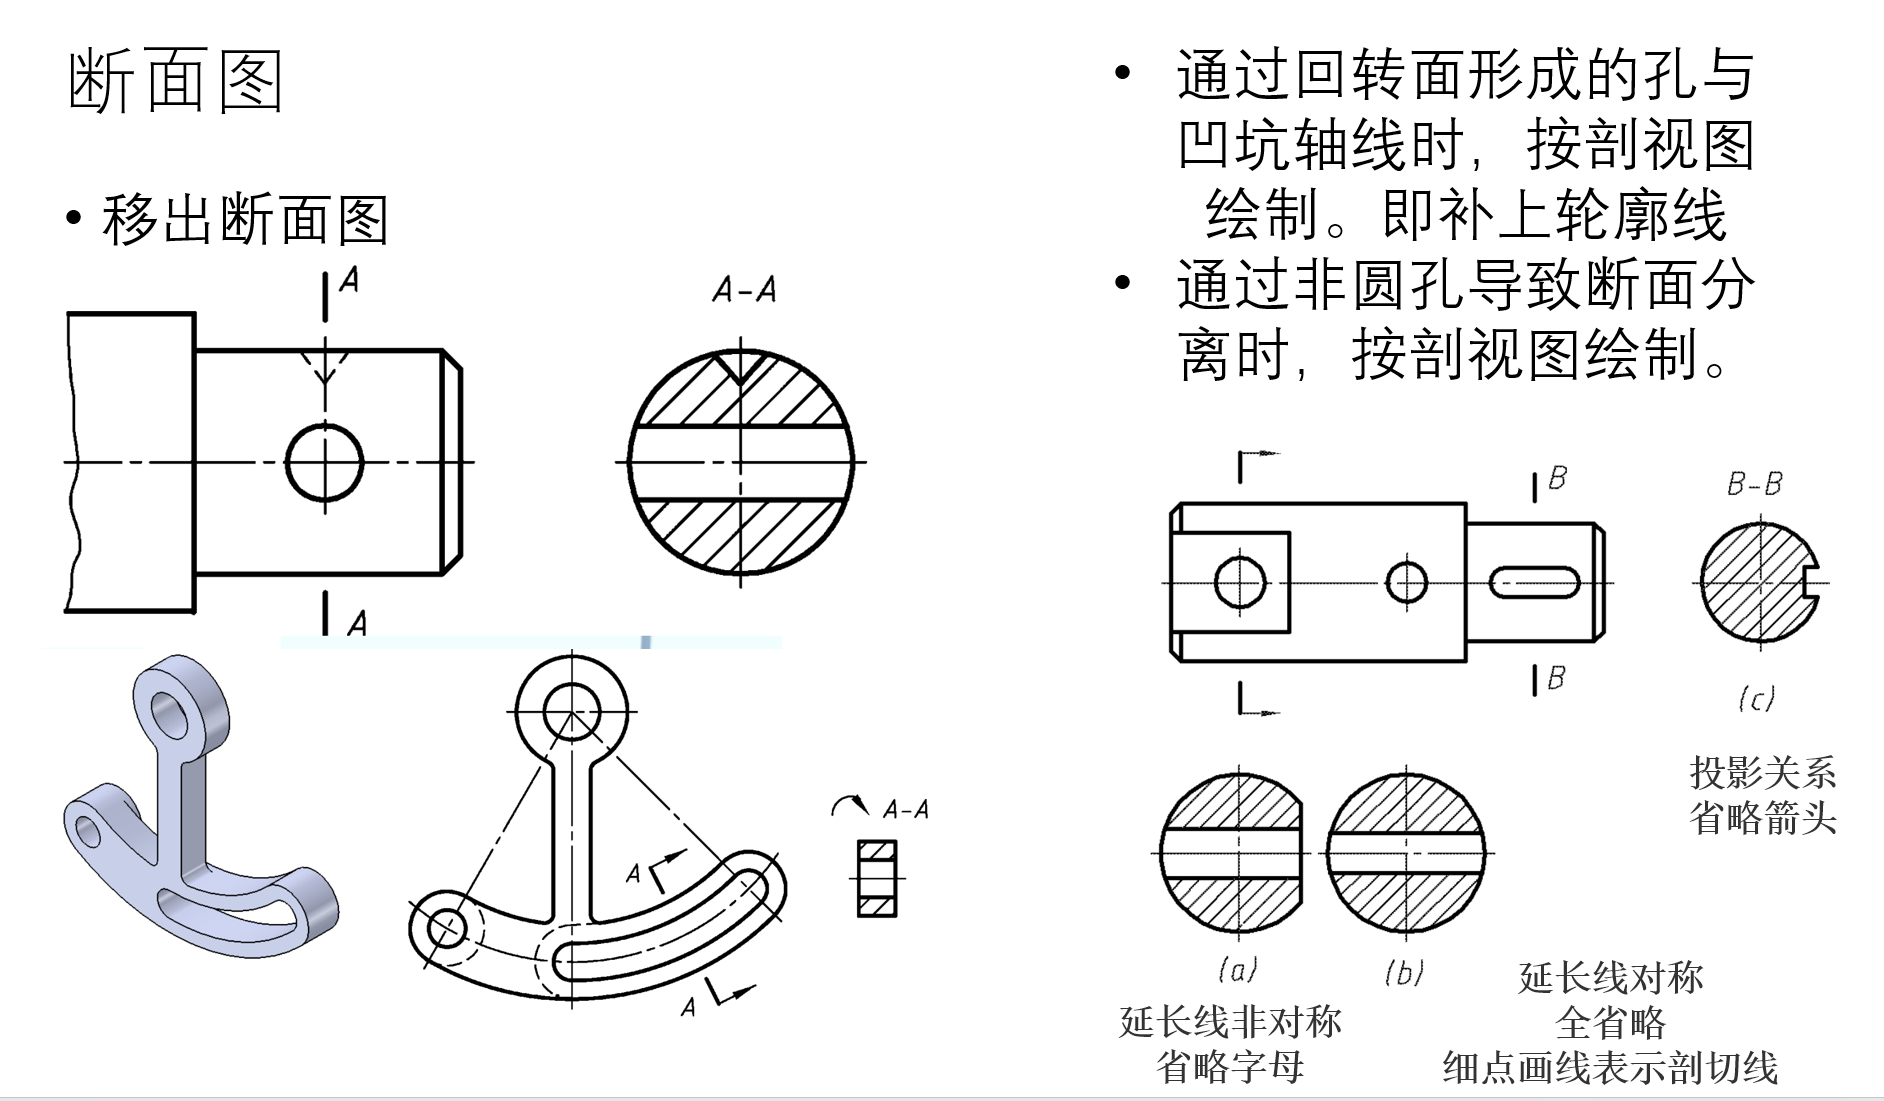 断面图
• 移出断面图
A
A-A
A
A-A
A
A
• 通过回转面形成的孔与
凹坑轴线时，按剖视图
绘制。即补上轮廓线
• 通过非圆孔导致断面分
离时，按剖视图绘制。
B
B-B
B
(c)
投影关系
省略箭头
(a)
(b)
延长线非对称
省略字母
延长线对称
全省略
细点画线表示剖切线